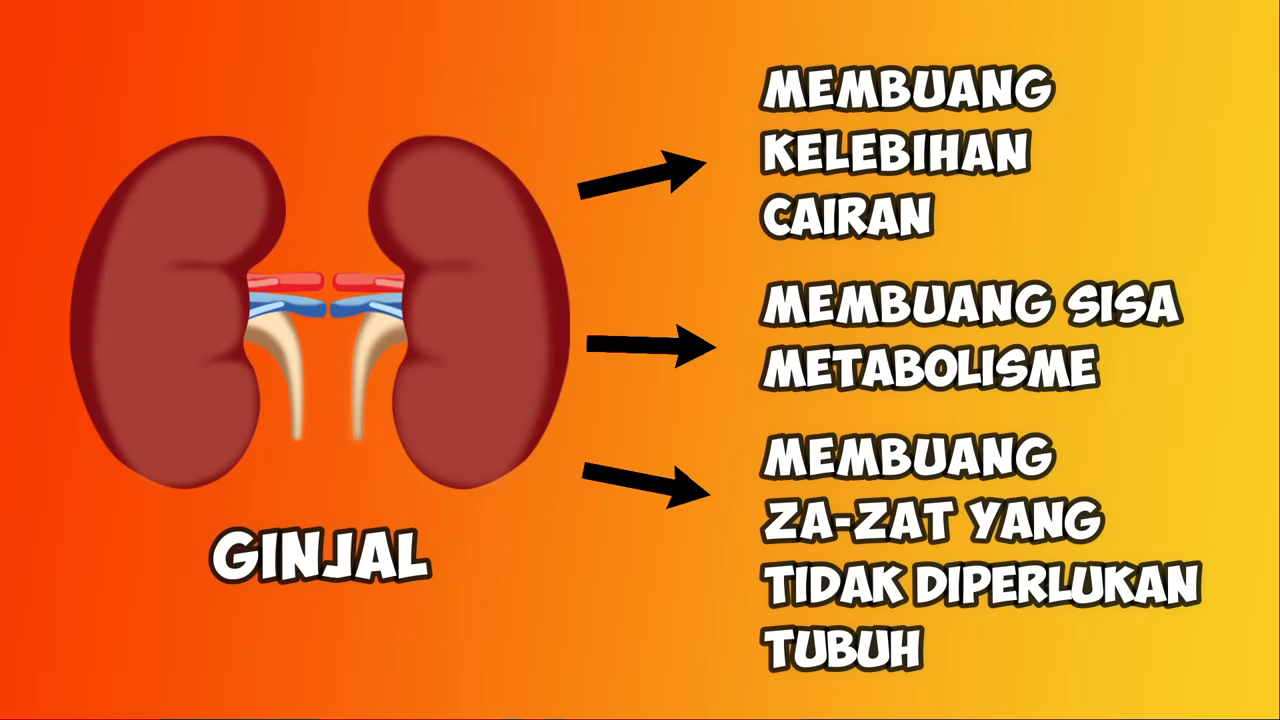 MEMBUANG
KELEBIHAN
CAIRAN
MEMBUANG SISA
METABOLISME
MEMBUANG
ZA-ZAT YANG
TIDAK DIPERLUKAN
TUBUH
GINJAL